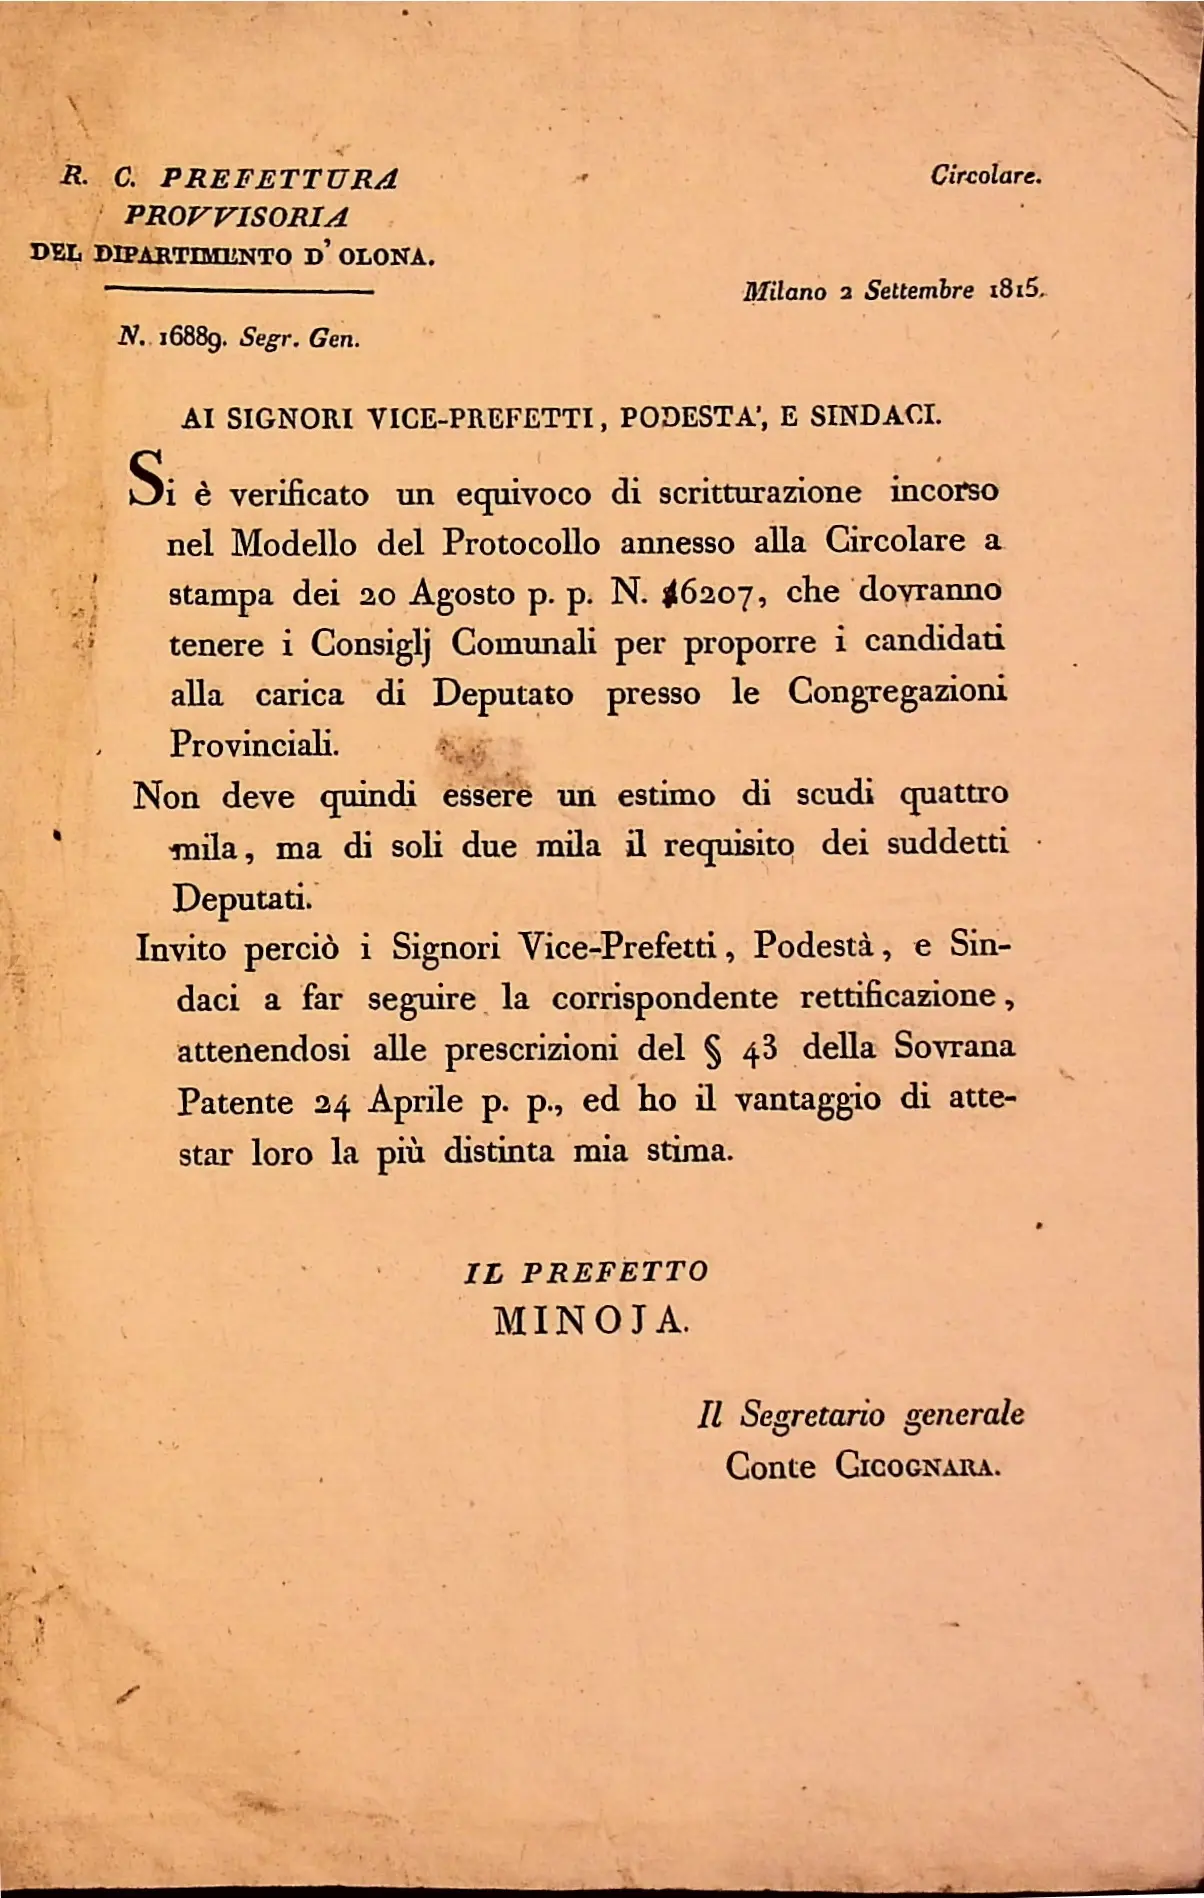 R. C. PREFETTURA
PROVVISORIA
DEL DIPARTIMENTO D' OLONA.
Circolare.
Milano 2 Settembre 1815.
N. 16889. Segr. Gen.
AI SIGNORI VICE-PREFETTI, PODESTA', E SINDACI.
Si è verificato un equivoco di scritturazione incorso
nel Modello del Protocollo annesso alla Circolare a
stampa dei 20 Agosto p. p. N. 16207, che dovranno
tenere i Consiglj Comunali per proporre i candidati
alla carica di Deputato presso le Congregazioni
Provinciali.
Non deve quindi essere un estimo di scudi quattro
mila, ma di soli due mila il requisito dei suddetti
Deputati.
Invito perciò i Signori Vice-Prefetti, Podestà, e Sin-
daci a far seguire la corrispondente rettificazione,
attenendosi alle prescrizioni del § 43 della Sovrana
Patente 24 Aprile p. p., ed ho il vantaggio di atte-
star loro la più distinta mia stima.
IL PREFETTO
MINOJA.
Il Segretario generale
Conte CICOGNARA.